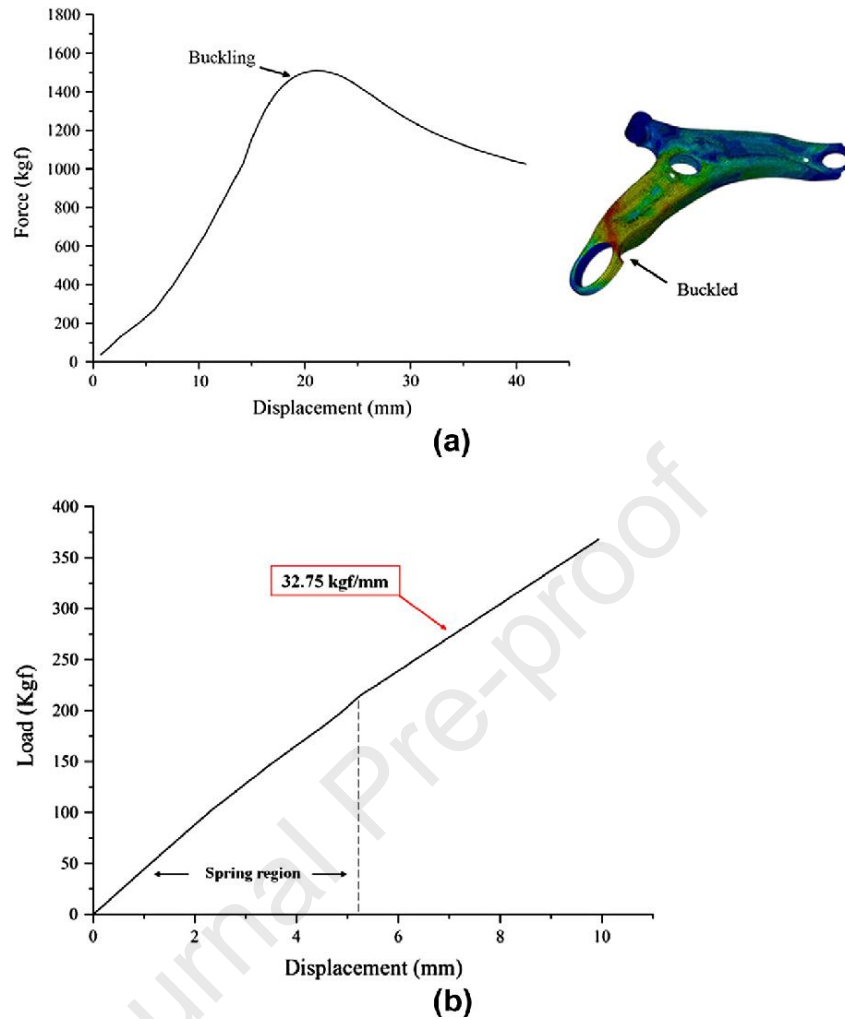 1800
1600
1400
1200
1000
800
600
400
200
0
Force (kgf)
Buckling
Buckled
0 10 20 30 40
Displacement (mm)
(a)
400
350
300
250
200
150
100
50
0
Load (Kgf)
32.75 kgf/mm
Spring region
0 2 4 6 8 10
Displacement (mm)
(b)
urnal Pre-proof